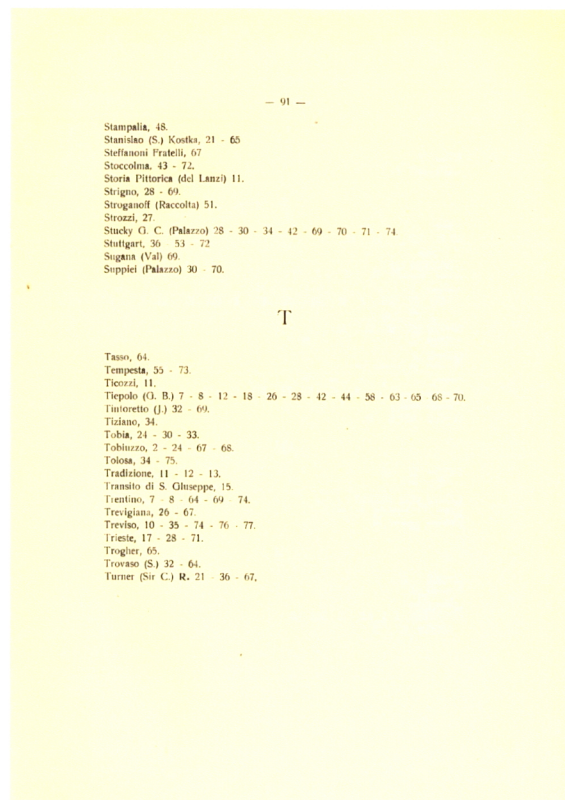 — 91 —
Stampalia, 48.
Stanislao (S.) Kostka, 21 - 65
Steffanoni Fratelli, 67
Stoccolma, 43 - 72.
Storia Pittorica (del Lanzi) 11.
Strigno, 28 - 69.
Stroganoff (Raccolta) 51.
Strozzi, 27.
Stucky G. C. (Palazzo) 28 - 30 - 34 - 42 - 69 - 70 - 71 - 74
Stuttgart, 36 - 53 - 72
Sugana (Val) 69.
Suppiei (Palazzo) 30 - 70.
T
Tasso, 64.
Tempesta, 55 - 73.
Ticozzi, 11.
Tiepolo (G. B.) 7 - 8 - 12 - 18 - 26 - 28 - 42 - 44 - 58 - 63 - 65 - 68 - 70.
Tintoretto (J.) 32 - 69.
Tiziano, 34.
Tobia, 24 - 30 - 33.
Tobiuzzo, 2 - 24 - 67 - 68.
Tolosa, 34 - 75.
Tradizione, 11 - 12 - 13.
Transito di S. Giuseppe, 15.
Trentino, 7 - 8 - 64 - 69 - 74.
Trevigiana, 26 - 67.
Treviso, 10 - 35 - 74 - 76 - 77.
Trieste, 17 - 28 - 71.
Trogher, 65.
Trovaso (S.) 32 - 64.
Turner (Sir C.) R. 21 - 36 - 67.